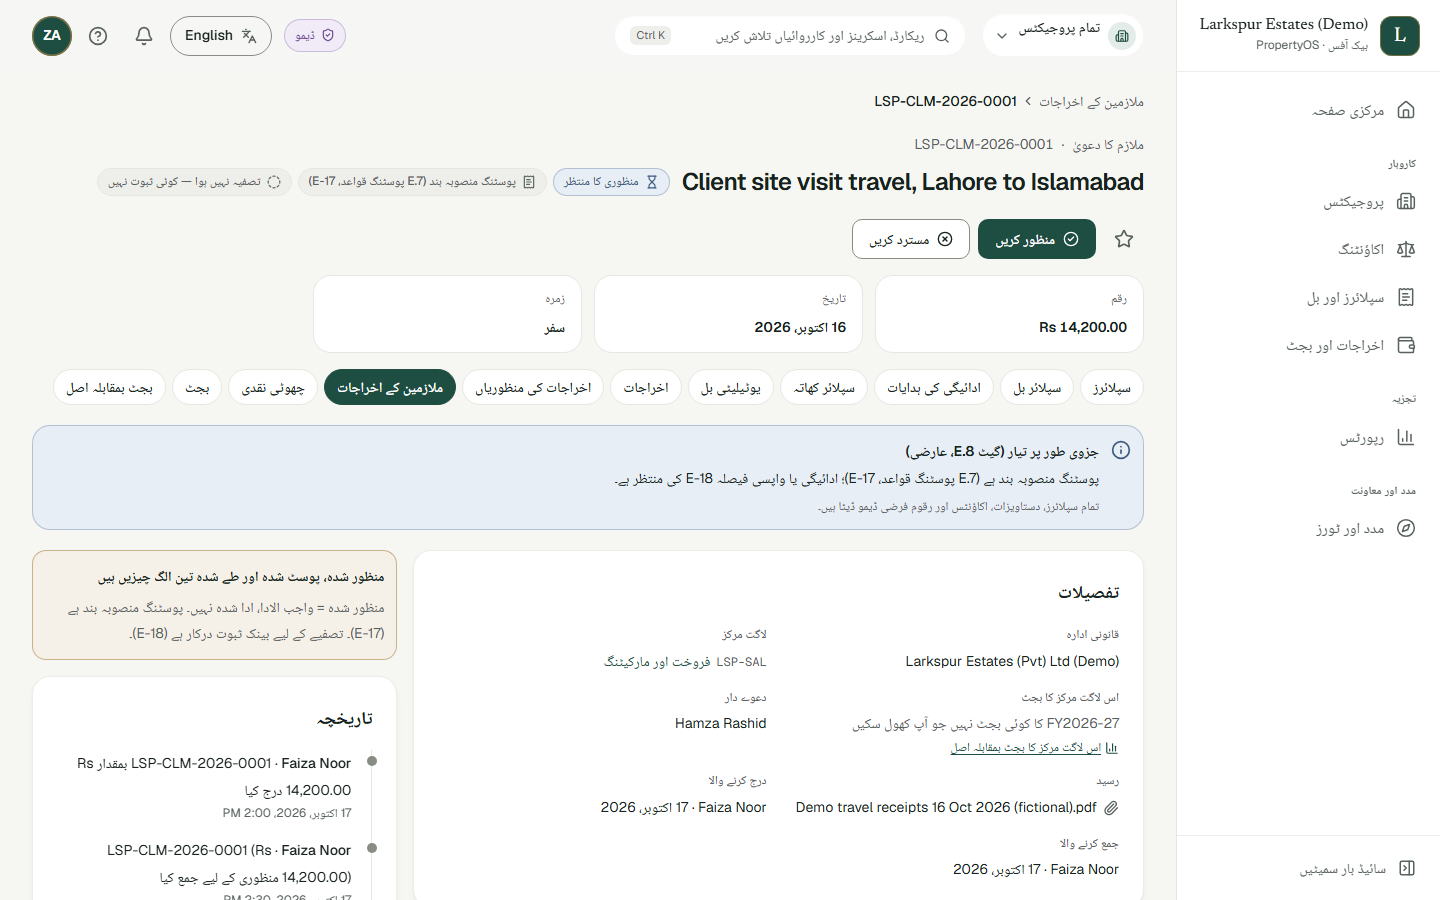 Larkspur Estates (Demo)
بیک آفس · PropertyOS
L
مرکزی صفحہ
کاروبار
پروجیکٹس
اکاؤنٹنگ
سپلائرز اور بل
اخراجات اور بجٹ
تجزیہ
رپورٹس
مدد اور معاونت
مدد اور ٹورز
سائیڈ بار سمیٹیں
تمام پروجیکٹس
ریکارڈ، اسکرینز اور کارروائیاں تلاش کریں
Ctrl K
ڈیمو
English
ZA
ملازمین کے اخراجات › LSP-CLM-2026-0001
ملازم کا دعویٰ · LSP-CLM-2026-0001
Client site visit travel, Lahore to Islamabad
منظوری کا منتظر
پوسٹنگ منصوبہ بند (E.7 پوسٹنگ قواعد، E-17)
تصفیہ نہیں ہوا — کوئی ثبوت نہیں
منظور کریں
مسترد کریں
رقم
Rs 14,200.00
تاریخ
16 اکتوبر، 2026
زمرہ
سفر
سپلائرز
سپلائر بل
ادائیگی کی ہدایات
سپلائر کھاتہ
یوٹیلیٹی بل
اخراجات
اخراجات کی منظوریاں
ملازمین کے اخراجات
چھوٹی نقدی
بجٹ
بجٹ بمقابلہ اصل
جزوی طور پر تیار (گیٹ E.8، عارضی)
پوسٹنگ منصوبہ بند ہے (E.7 پوسٹنگ قواعد، E-17)؛ ادائیگی یا واپسی فیصلہ E-18 کی منتظر ہے۔
تمام سپلائرز، دستاویزات، اکاؤنٹس اور رقوم فرضی ڈیمو ڈیٹا ہیں۔
تفصیلات
قانونی ادارہ
Larkspur Estates (Pvt) Ltd (Demo)
لاگت مرکز
LSP-SAL فروخت اور مارکیٹنگ
اس لاگت مرکز کا بجٹ
FY2026-27 کا کوئی بجٹ نہیں جو آپ کھول سکیں
اس لاگت مرکز کا بجٹ بمقابلہ اصل
دعوے دار
Hamza Rashid
رسید
Demo travel receipts 16 Oct 2026 (fictional).pdf
درج کرنے والا
Faiza Noor · 17 اکتوبر، 2026
جمع کرنے والا
Faiza Noor · 17 اکتوبر، 2026
منظور شدہ، پوسٹ شدہ اور طے شدہ تین الگ چیزیں ہیں
منظور شدہ = واجب الادا، ادا شدہ نہیں۔ پوسٹنگ منصوبہ بند ہے
(E-17)۔ تصفیے کے لیے بینک ثبوت درکار ہے (E-18)۔
تاریخچہ
Faiza Noor · LSP-CLM-2026-0001 بمقدار Rs
14,200.00 درج کیا
17 اکتوبر، 2026، 2:00 PM
Faiza Noor · LSP-CLM-2026-0001 (Rs
14,200.00) منظوری کے لیے جمع کیا
17 اکتوبر، 2026، 2:30 PM